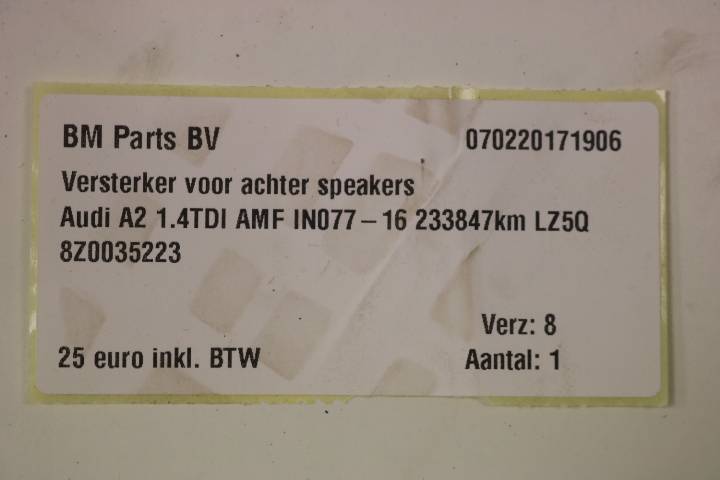 BM Parts BV 070220171906
Versterker voor achter speakers
Audi A2 1.4TDI AMF IN077-16 233847km LZ5Q
8Z0035223
Verz: 8
25 euro inkl. BTW Aantal: 1